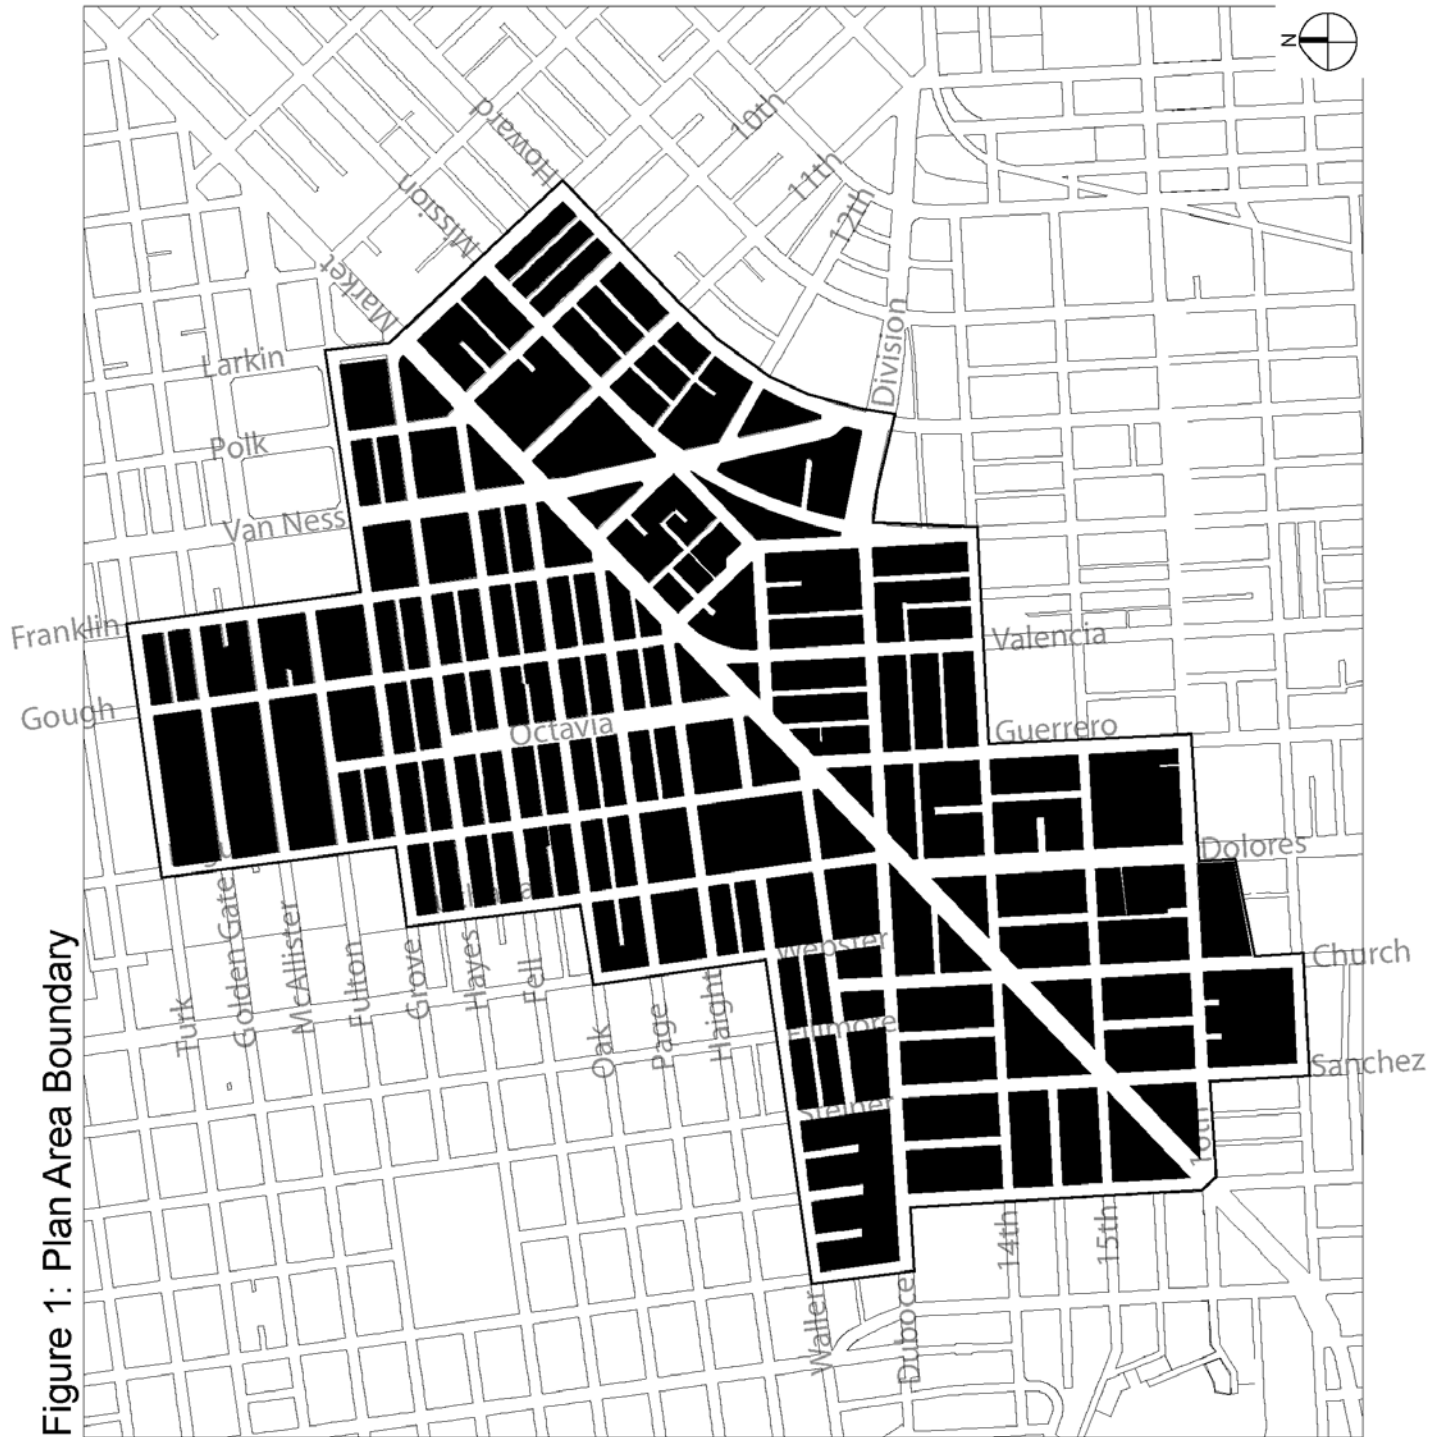 Figure 1: Plan Area Boundary
N
Howard
Mission
Market
10th
11th
12th
Division
Larkin
Polk
Van Ness
Franklin
Gough
Octavia
Valencia
Guerrero
Dolores
Church
Sanchez
Webster
Fillmore
Steiner
Turk
Golden Gate
McAllister
Fulton
Grove
Hayes
Fell
Oak
Page
Haight
Waller
Duboce
14th
15th
16th